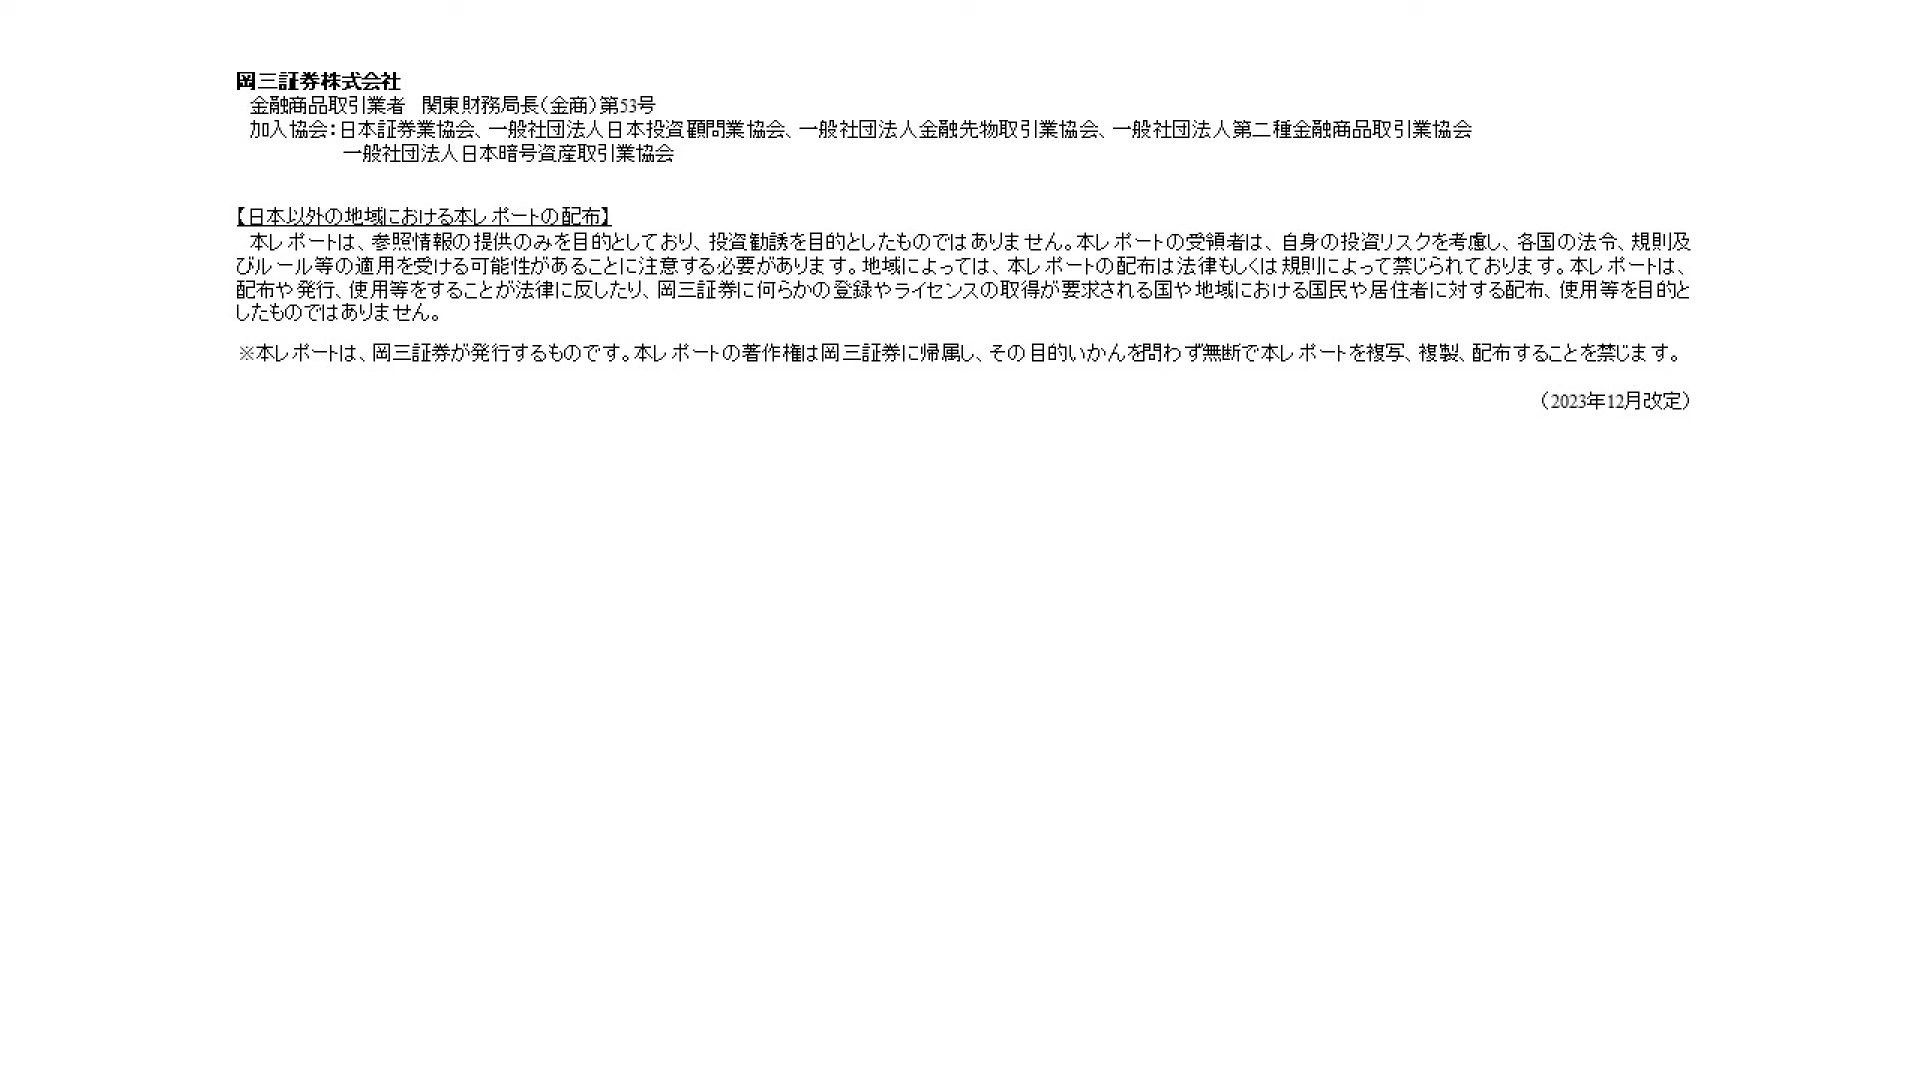 岡三証券株式会社
金融商品取引業者　関東財務局長（金商）第53号
加入協会：日本証券業協会、一般社団法人日本投資顧問業協会、一般社団法人金融先物取引業協会、一般社団法人第二種金融商品取引業協会
一般社団法人日本暗号資産取引業協会
【日本以外の地域における本レポートの配布】
本レポートは、参照情報の提供のみを目的としており、投資勧誘を目的としたものではありません。本レポートの受領者は、自身の投資リスクを考慮し、各国の法令、規則及
びルール等の適用を受ける可能性があることに注意する必要があります。地域によっては、本レポートの配布は法律もしくは規則によって禁じられております。本レポートは、
配布や発行、使用等をすることが法律に反したり、岡三証券に何らかの登録やライセンスの取得が要求される国や地域における国民や居住者に対する配布、使用等を目的と
したものではありません。
※本レポートは、岡三証券が発行するものです。本レポートの著作権は岡三証券に帰属し、その目的いかんを問わず無断で本レポートを複写、複製、配布することを禁じます。
（2023年12月改定）